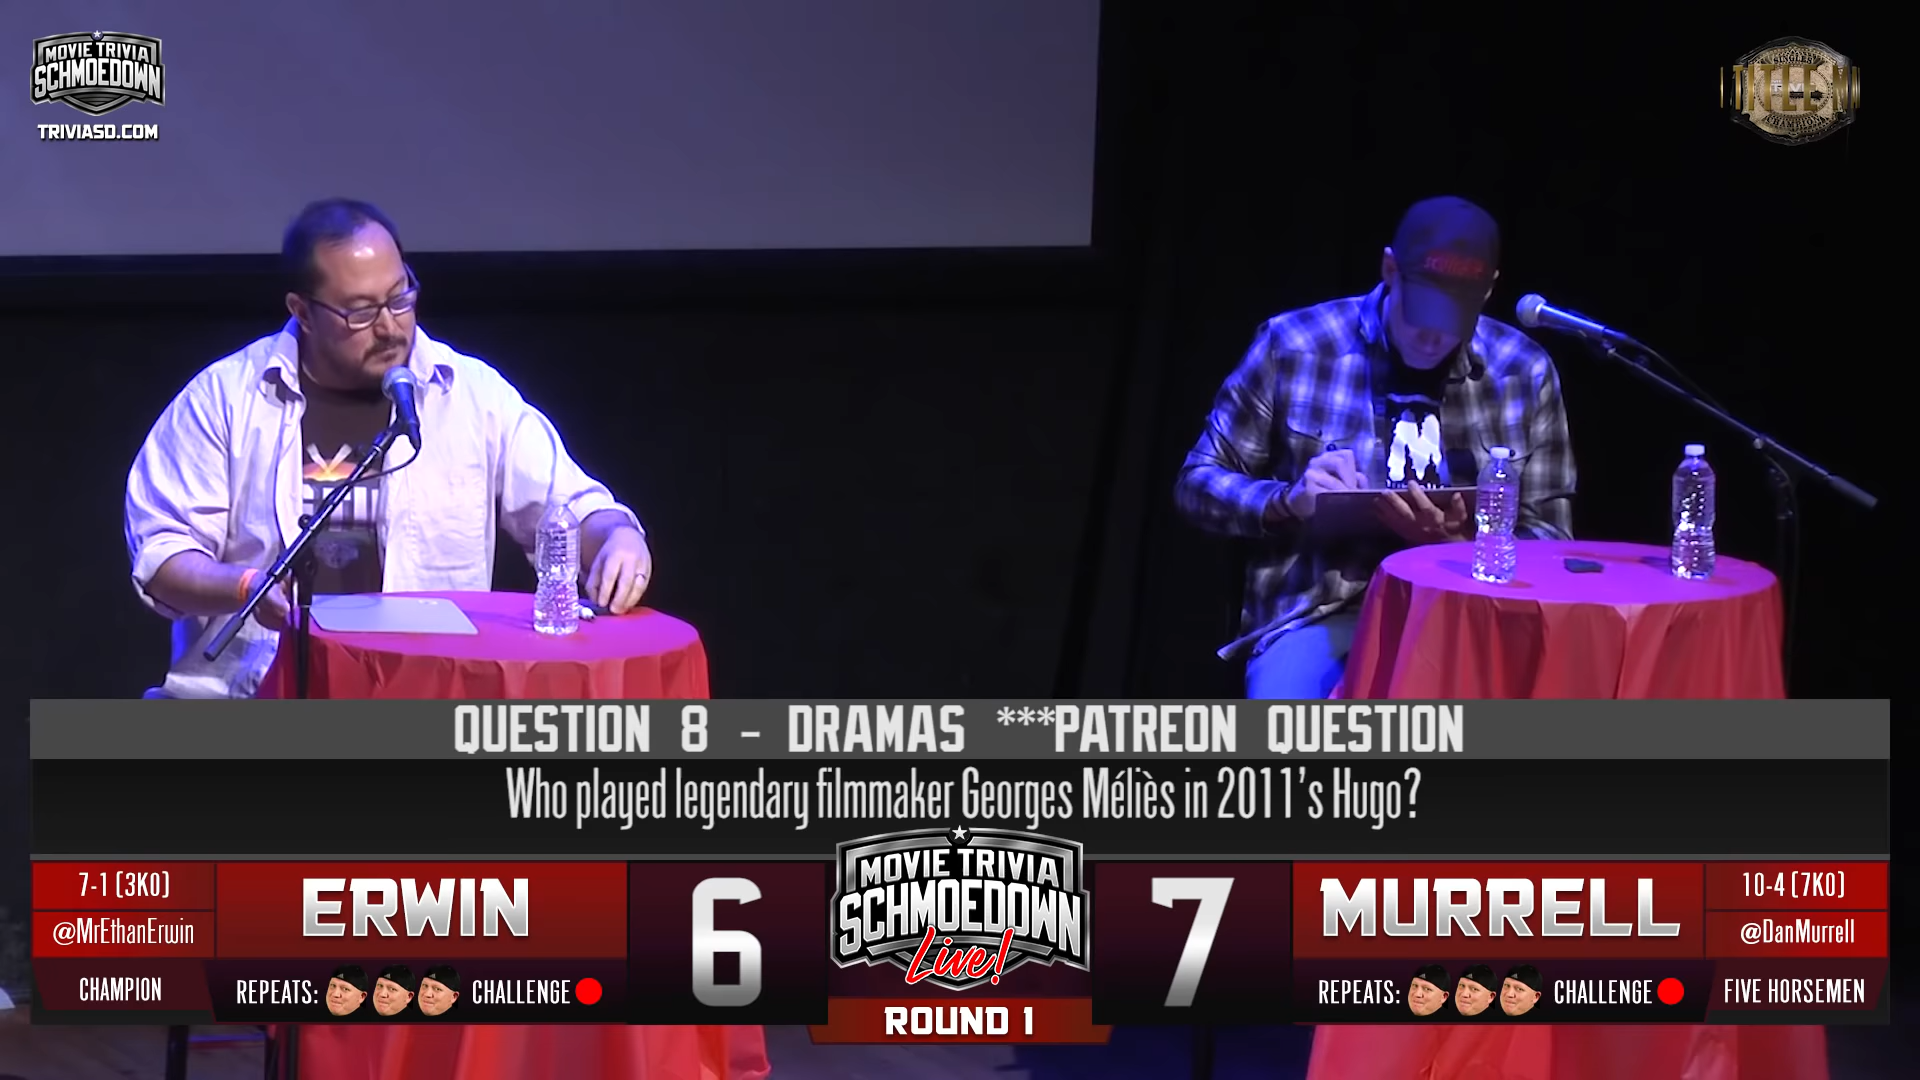 MOVIE TRIVIA
SCHMOEDOWN
TRIVIASD.COM
SINGLES
CHAMPION
M
QUESTION 8 - DRAMAS ***PATREON QUESTION
Who played legendary filmmaker Georges Méliès in 2011's Hugo?
7-1 (3KO)
@MrEthanErwin
CHAMPION
ERWIN
REPEATS:
CHALLENGE
6
MOVIE TRIVIA
SCHMOEDOWN
Live!
ROUND 1
7
MURRELL
REPEATS:
CHALLENGE
10-4 (7KO)
@DanMurrell
FIVE HORSEMEN